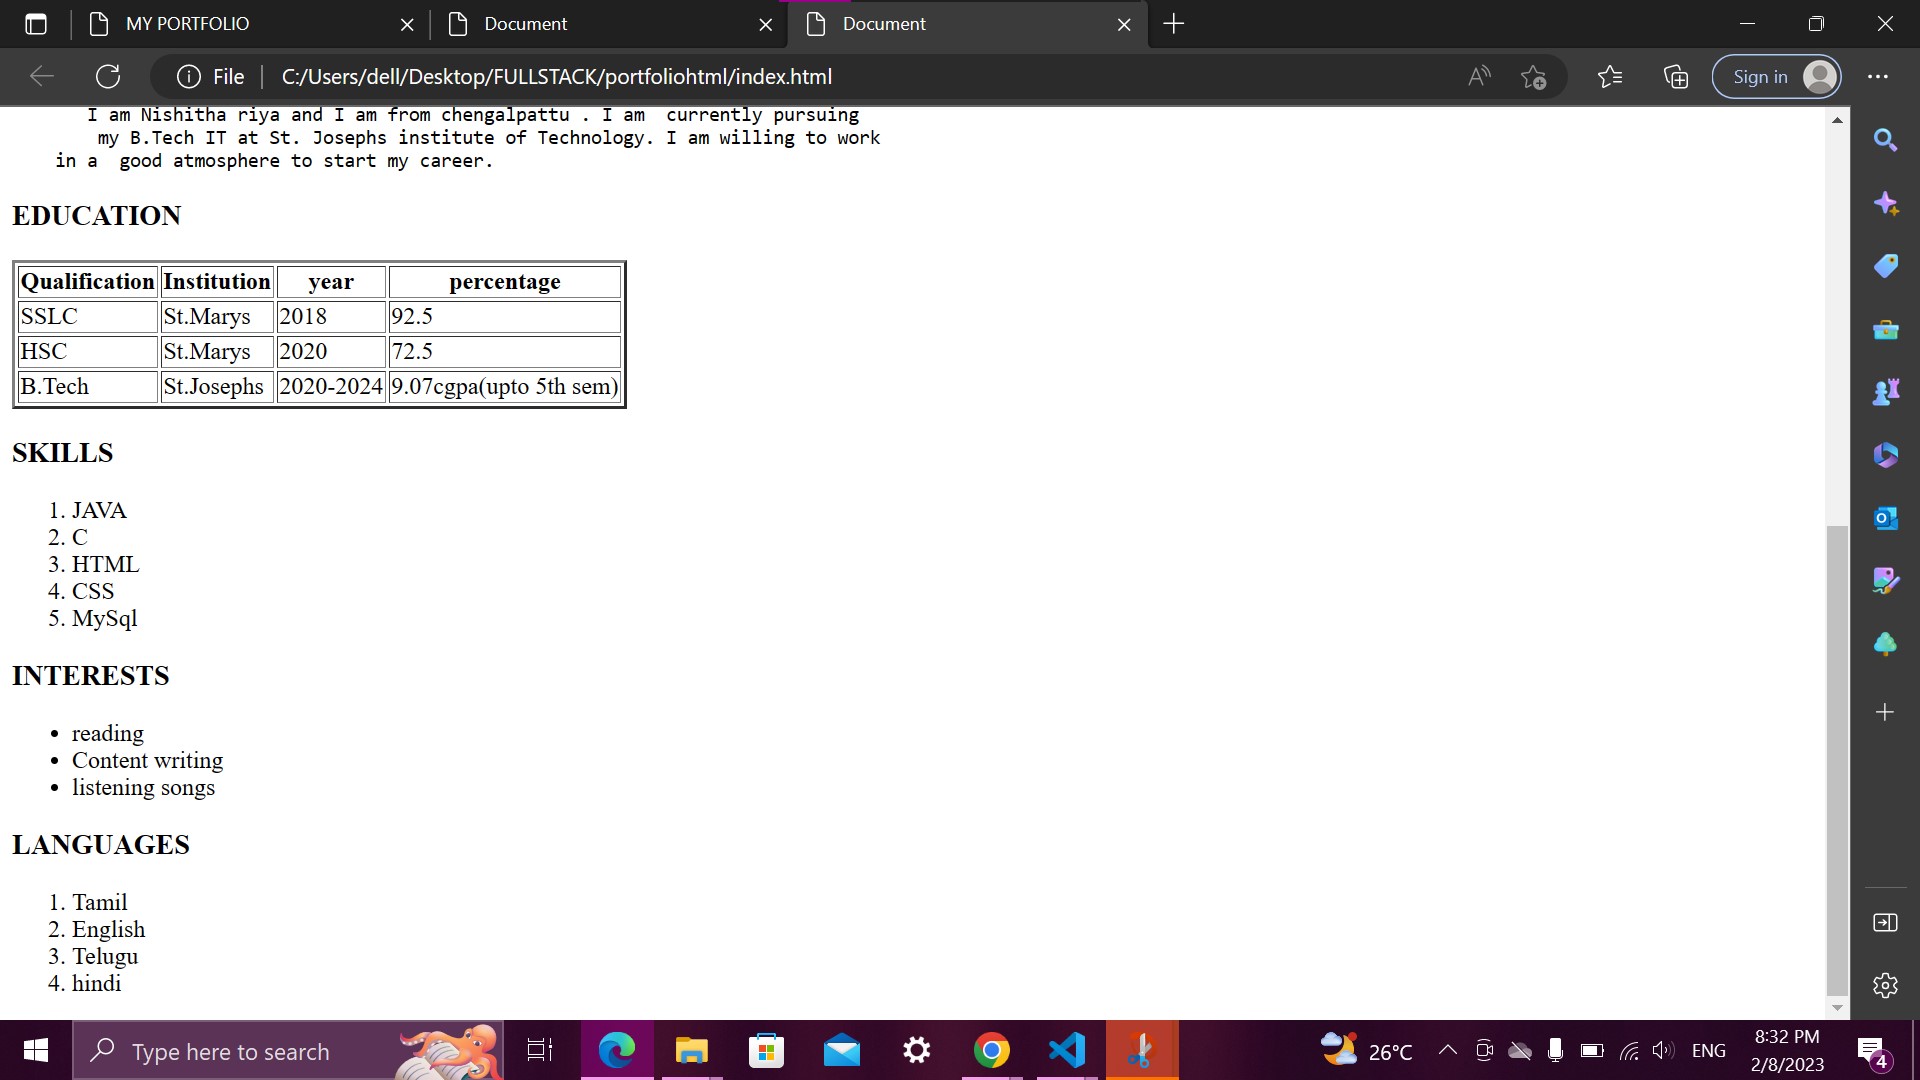 MY PORTFOLIO
Document
Document
File
C:/Users/dell/Desktop/FULLSTACK/portfoliohtml/index.html
Sign in
I am Nishitha riya and I am from chengalpattu . I am  currently pursuing
my B.Tech IT at St. Josephs institute of Technology. I am willing to work
in a  good atmosphere to start my career.
EDUCATION
Qualification Institution year percentage
SSLC St.Marys 2018 92.5
HSC St.Marys 2020 72.5
B.Tech St.Josephs 2020-2024 9.07cgpa(upto 5th sem)
SKILLS
1. JAVA
2. C
3. HTML
4. CSS
5. MySql
INTERESTS
• reading
• Content writing
• listening songs
LANGUAGES
1. Tamil
2. English
3. Telugu
4. hindi
Type here to search
26°C
ENG
8:32 PM
2/8/2023
4